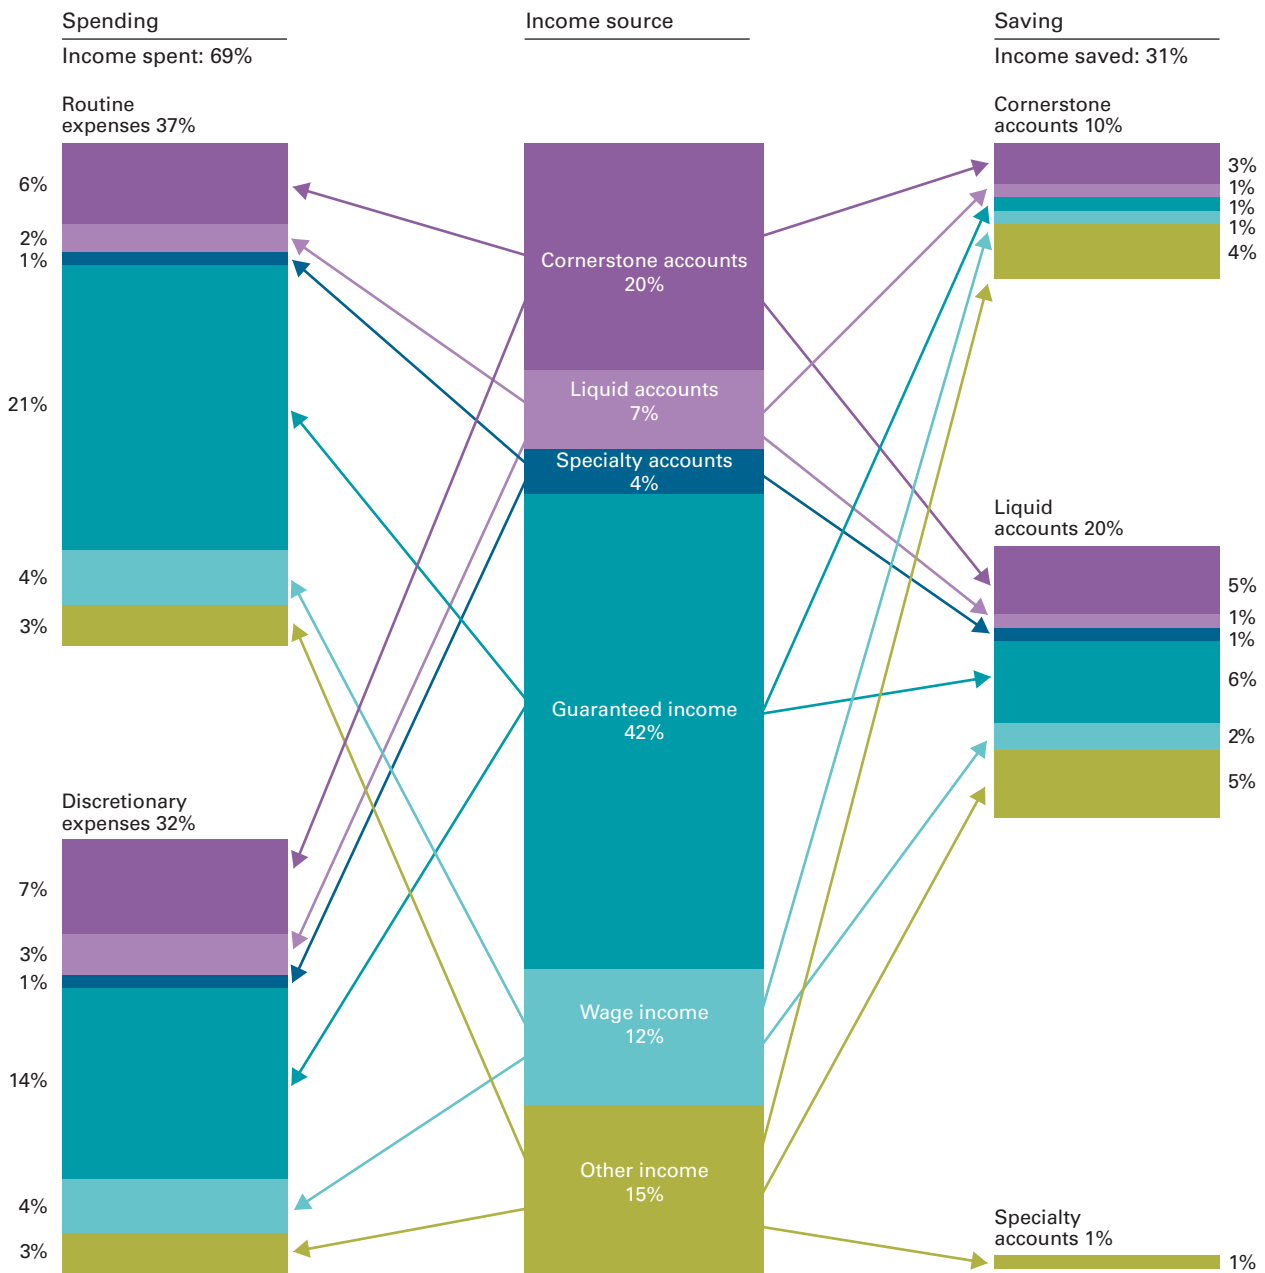 Spending
Income spent: 69%
Routine
expenses 37%
6%
2%
1%
21%
4%
3%
Discretionary
expenses 32%
7%
3%
1%
14%
4%
3%
Income source
Cornerstone accounts
20%
Liquid accounts
7%
Specialty accounts
4%
Guaranteed income
42%
Wage income
12%
Other income
15%
Saving
Income saved: 31%
Cornerstone
accounts 10%
3%
1%
1%
1%
4%
Liquid
accounts 20%
5%
1%
1%
6%
2%
5%
Specialty
accounts 1%
1%